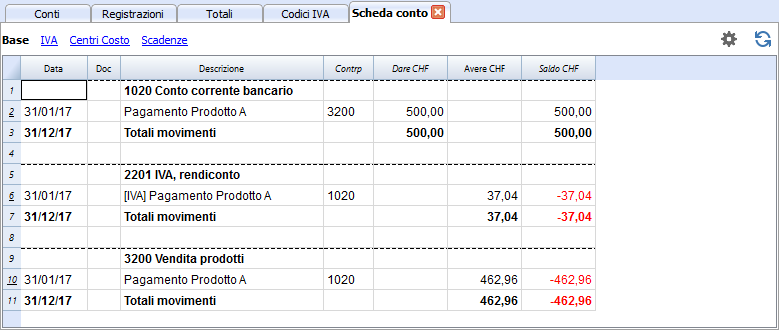 Conti Registrazioni Totali Codici IVA Scheda conto
Base IVA Centri Costo Scadenze
Data Doc Descrizione Contrp Dare CHF Avere CHF Saldo CHF
1 1020 Conto corrente bancario
2 31/01/17 Pagamento Prodotto A 3200 500,00 500,00
3 31/12/17 Totali movimenti 500,00 500,00
4
5 2201 IVA, rendiconto
6 31/01/17 [IVA] Pagamento Prodotto A 1020 37,04 -37,04
7 31/12/17 Totali movimenti 37,04 -37,04
8
9 3200 Vendita prodotti
10 31/01/17 Pagamento Prodotto A 1020 462,96 -462,96
11 31/12/17 Totali movimenti 462,96 -462,96